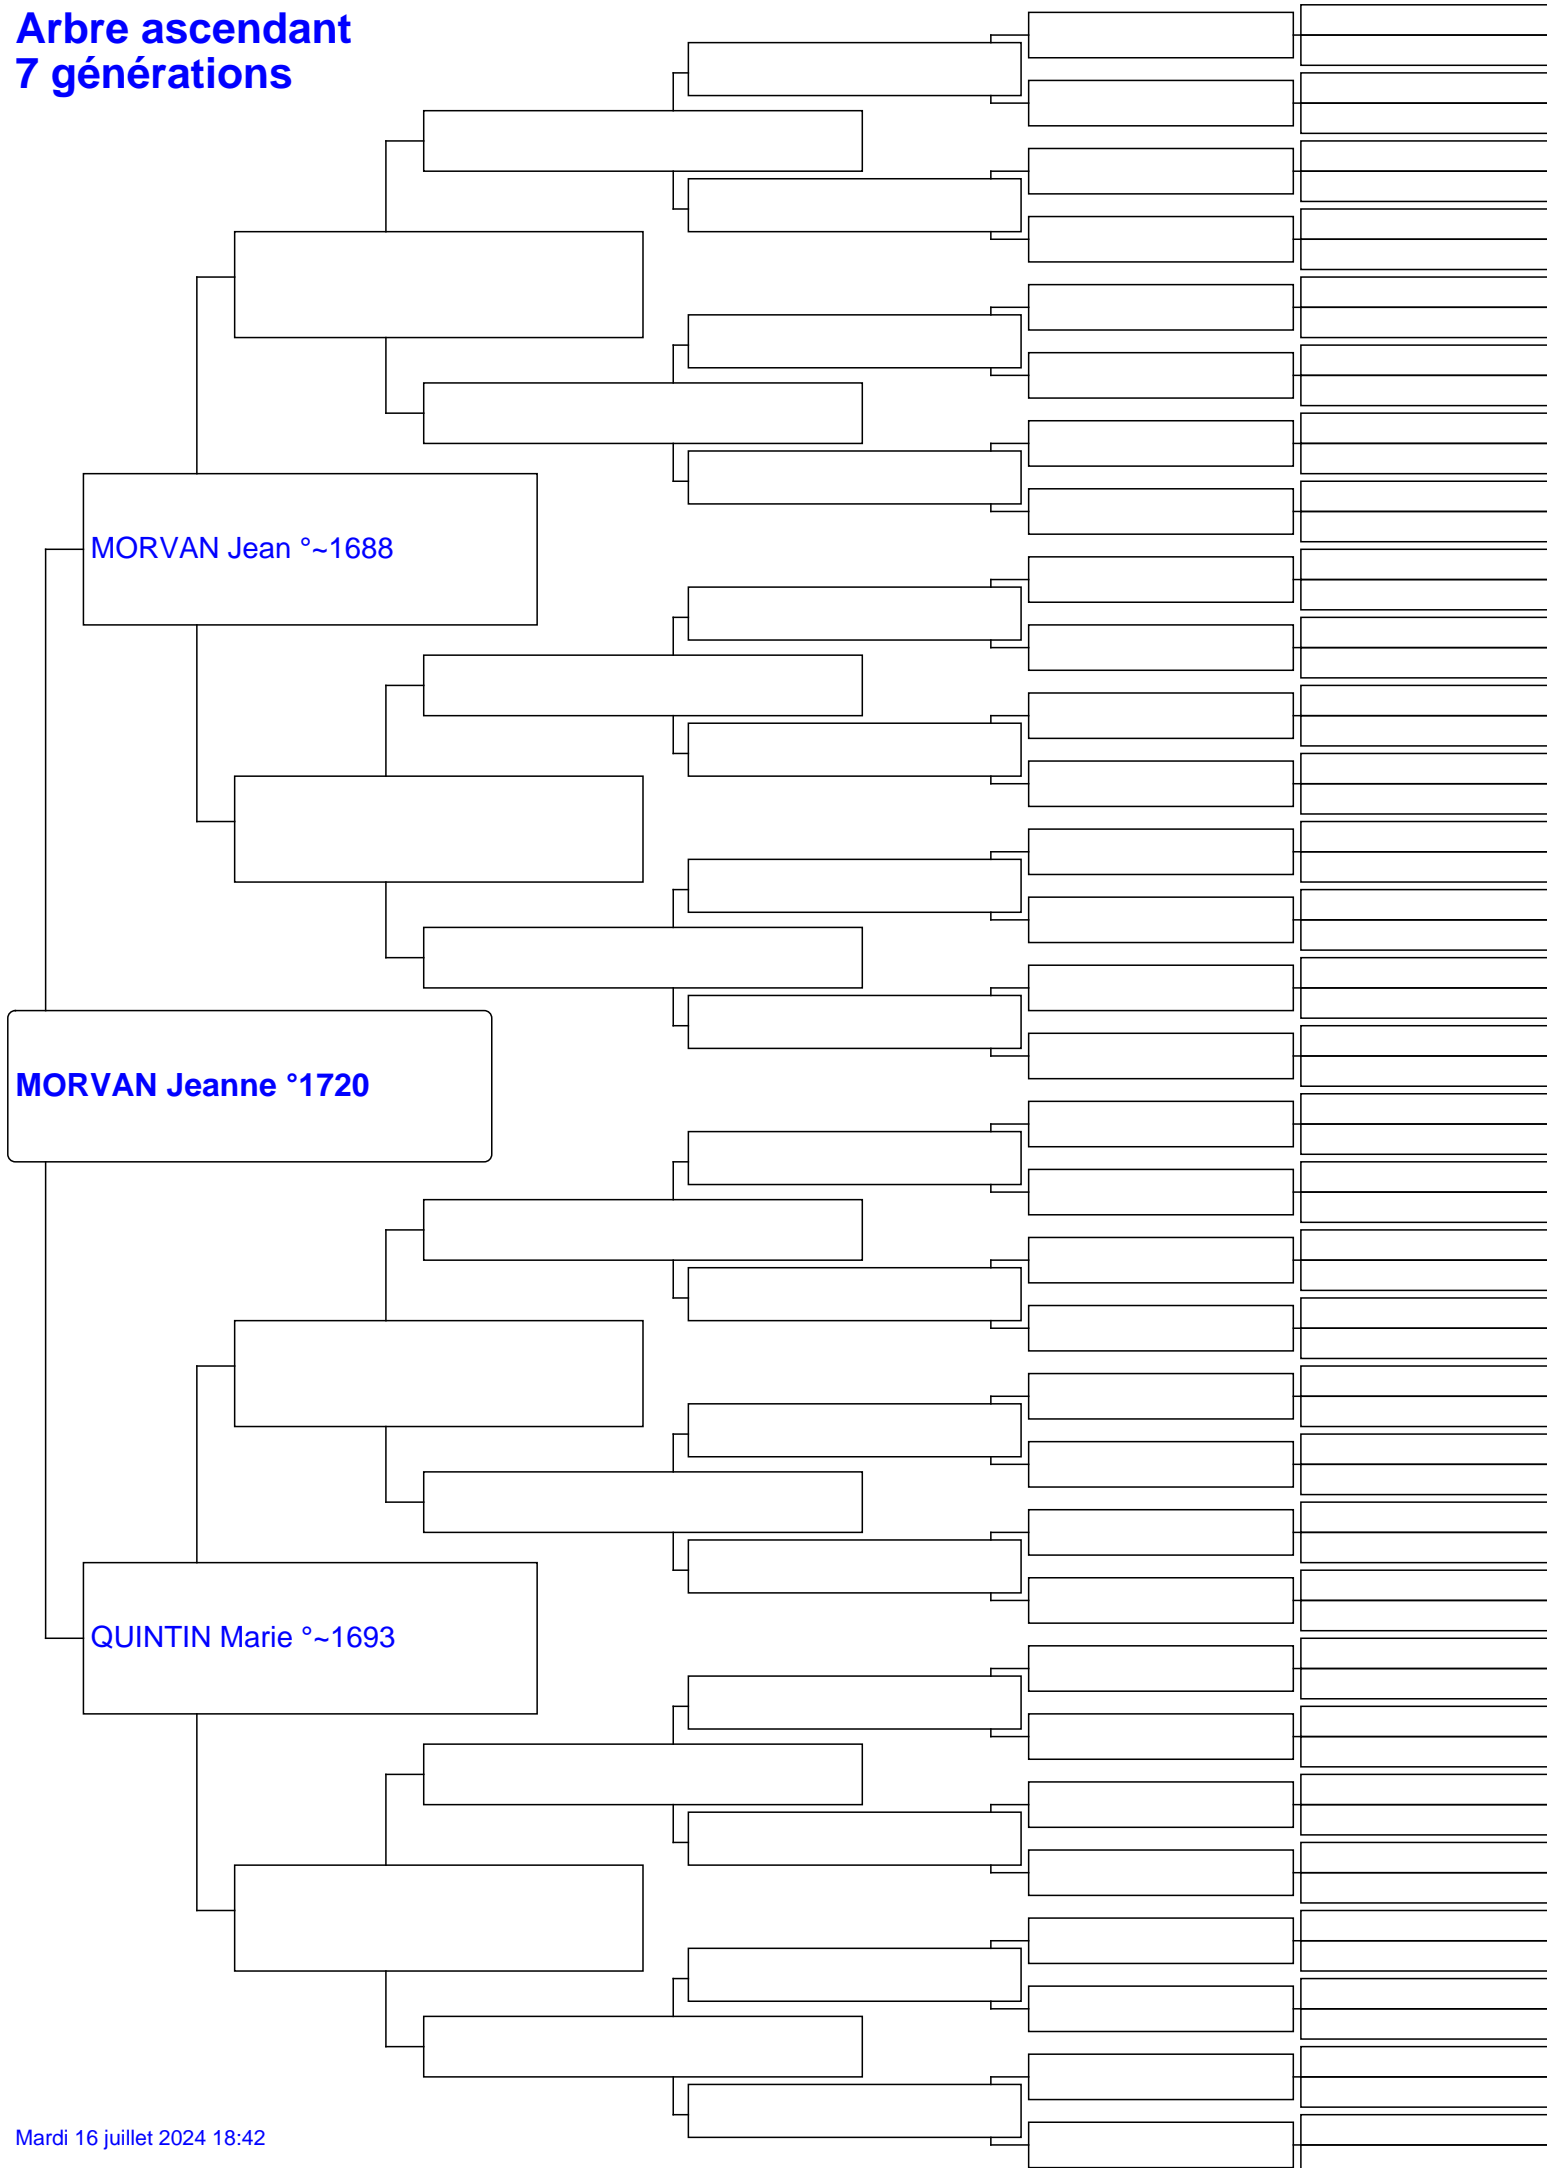 Arbre ascendant
7 générations
MORVAN Jean °~1688
MORVAN Jeanne °1720
QUINTIN Marie °~1693
Mardi 16 juillet 2024 18:42